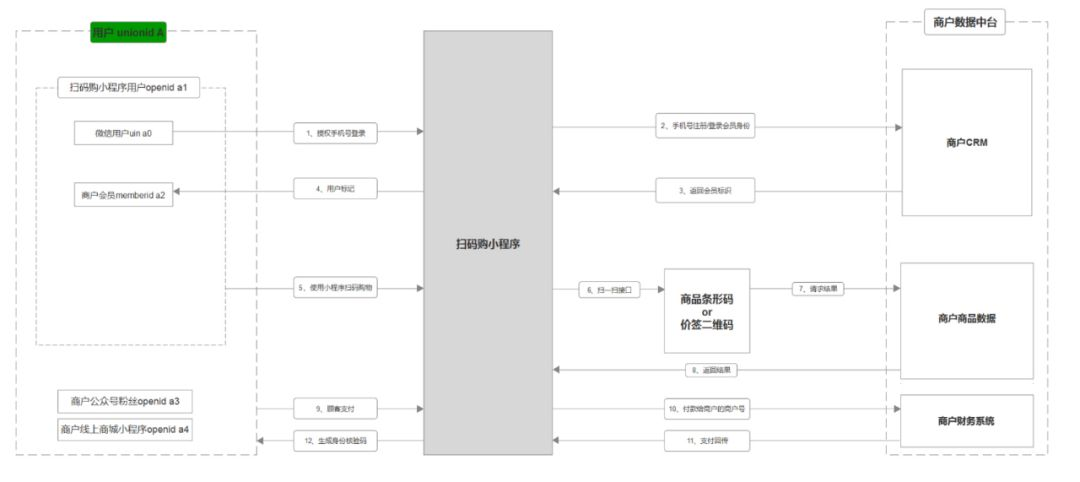 用户 unionid A
商户数据中台
扫码购小程序用户openid a1
微信用户uin a0
1、授权手机号登录
2、手机号注册/登录会员身份
商户CRM
商户会员memberid a2
4、用户标记
3、返回会员标识
扫码购小程序
5、使用小程序扫码购物
6、扫一扫接口
商品条形码
or
价签二维码
7、请求结果
商户商品数据
8、返回结果
商户公众号粉丝openid a3
9、顾客支付
10、付款给商户的商户号
商户线上商城小程序openid a4
12、生成身份核验码
11、支付回传
商户财务系统